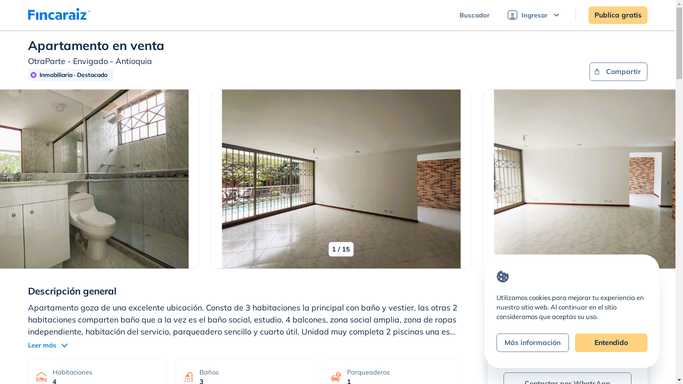 Fincaraiz
Buscador
Ingresar
Publica gratis
Apartamento en venta
OtraParte - Envigado - Antioquia
Inmobiliaria · Destacado
Compartir
1 / 15
Descripción general
Apartamento goza de una excelente ubicación. Consta de 3 habitaciones la principal con baño y vestier, las otras 2
habitaciones comparten baño que a la vez es el baño social, estudio, 4 balcones, zona social amplia, zona de ropas
independiente, habitación del servicio, parqueadero sencillo y cuarto útil. Unidad muy completa 2 piscinas una es...
Leer más
Habitaciones
4
Baños
3
Parqueaderos
1
Utilizamos cookies para mejorar tu experiencia en
nuestro sitio web. Al continuar en el sitio
consideramos que aceptas su uso.
Más información
Entendido
Contactar por WhatsApp